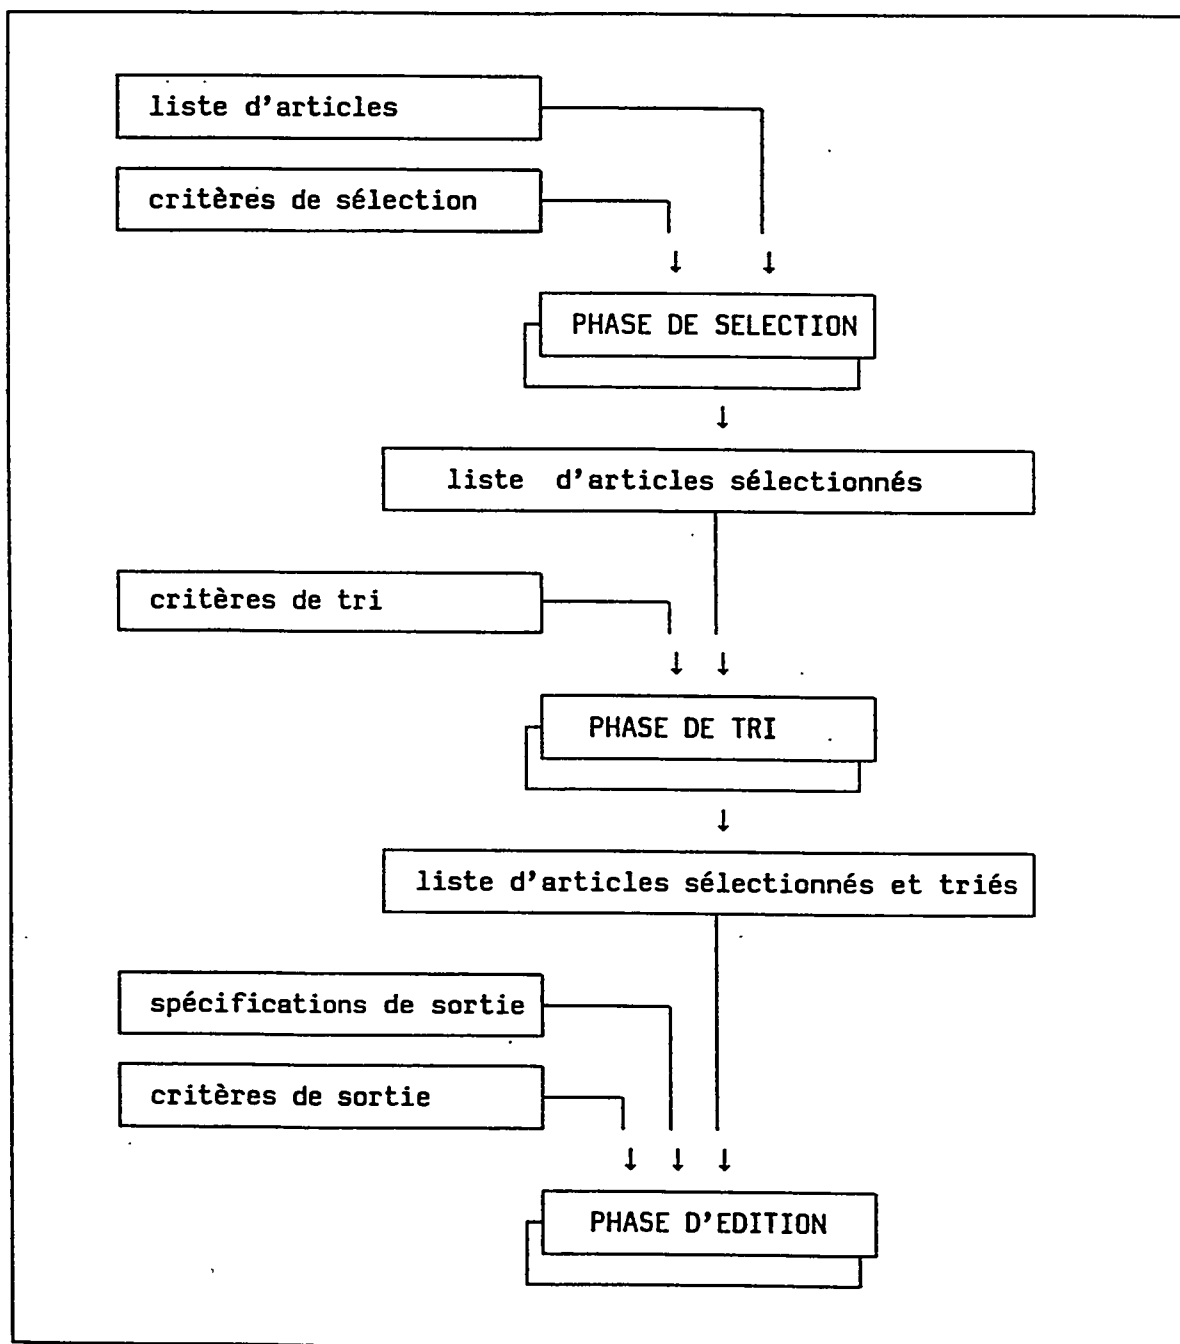 liste d'articles
critères de sélection
↓ ↓
PHASE DE SELECTION
↓
liste d'articles sélectionnés
critères de tri
↓ ↓
PHASE DE TRI
↓
liste d'articles sélectionnés et triés
spécifications de sortie
critères de sortie
↓ ↓ ↓
PHASE D'EDITION